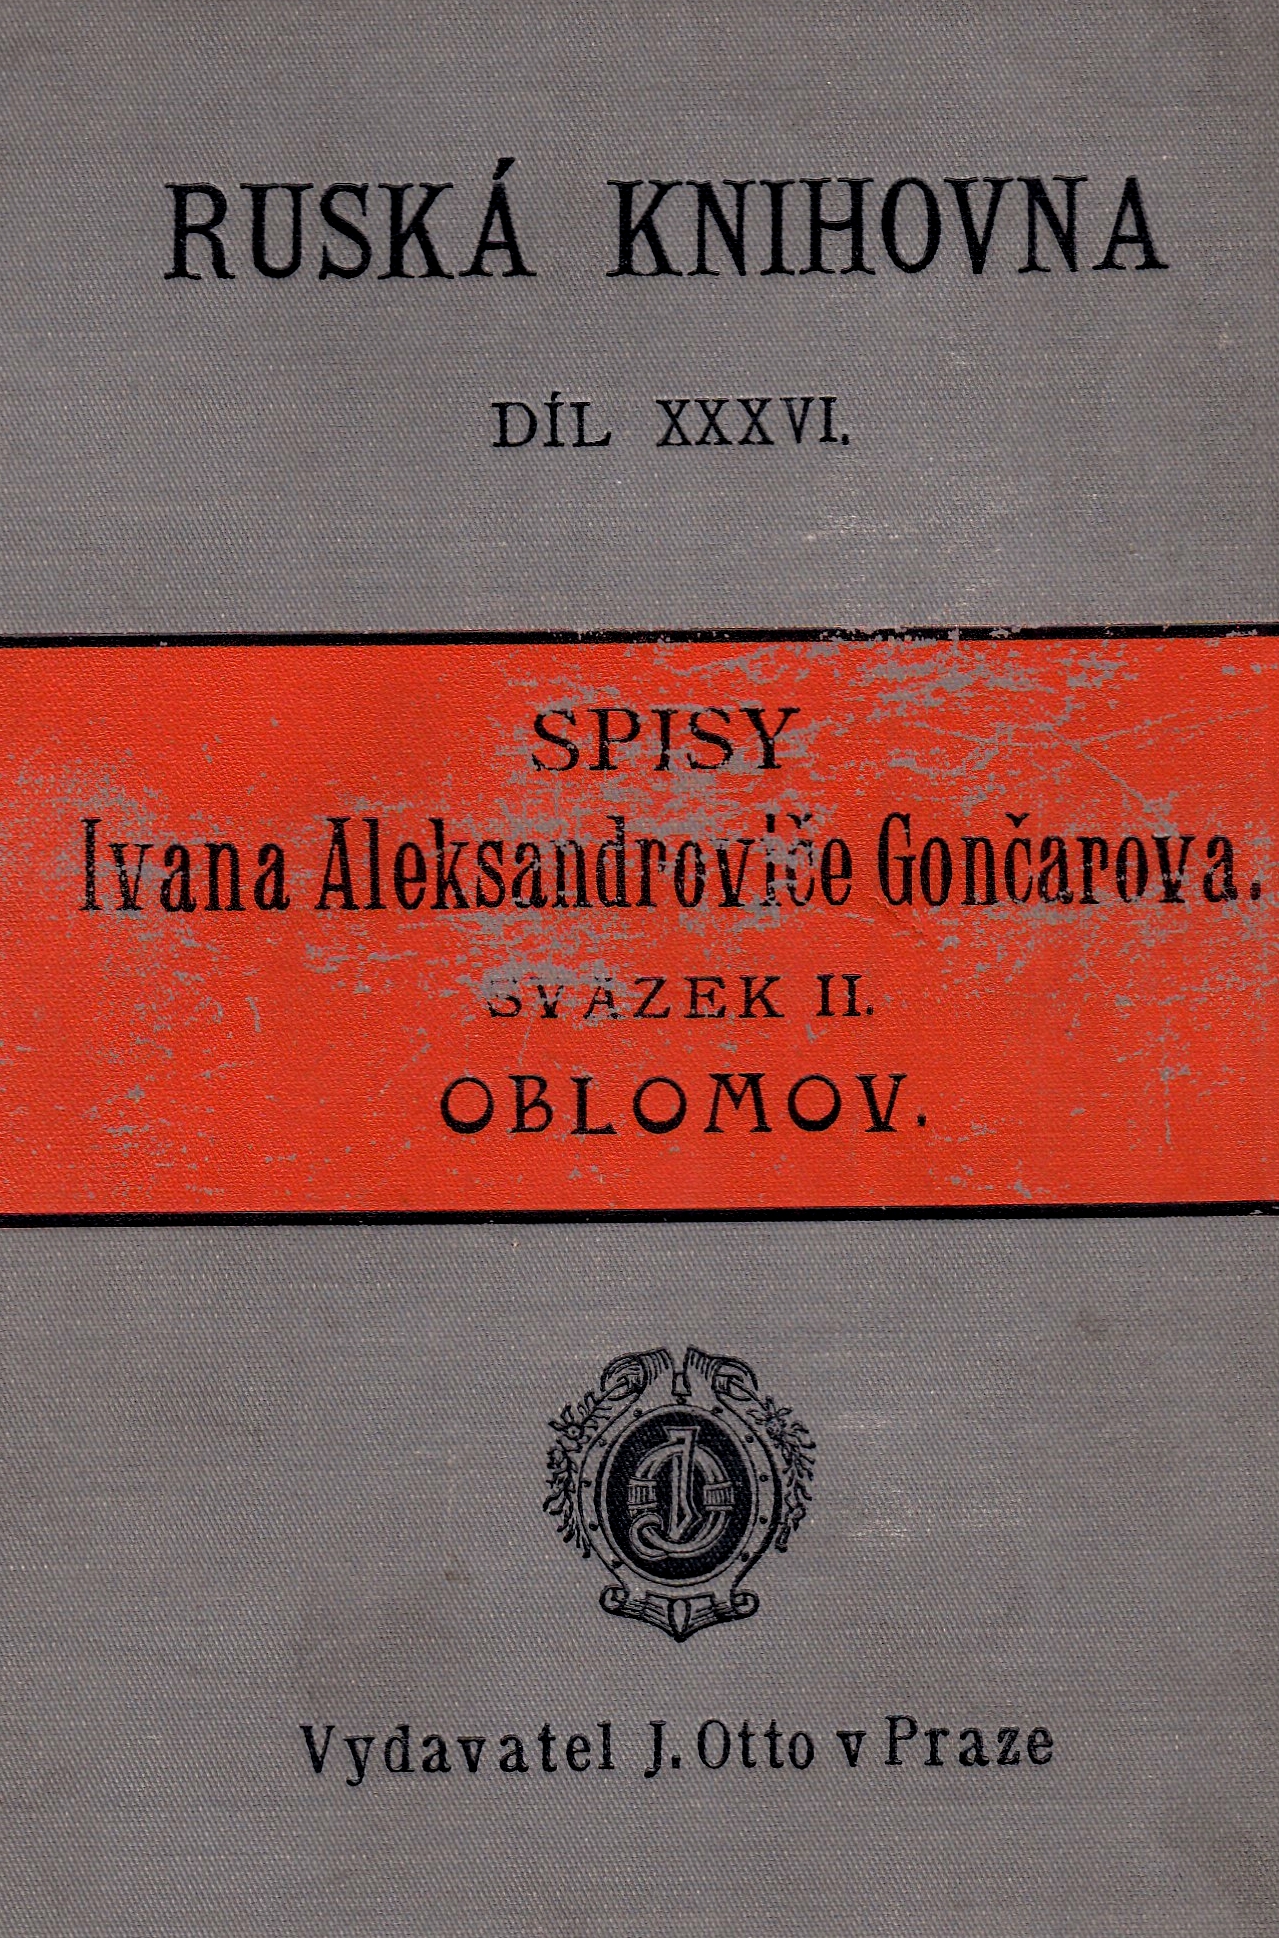 RUSKÁ KNIHOVNA
DÍL XXXVI.
SPISY
Ivana Aleksandroviče Gončarova.
SVAZEK II.
OBLOMOV.
Vydavatel J. Otto v Praze